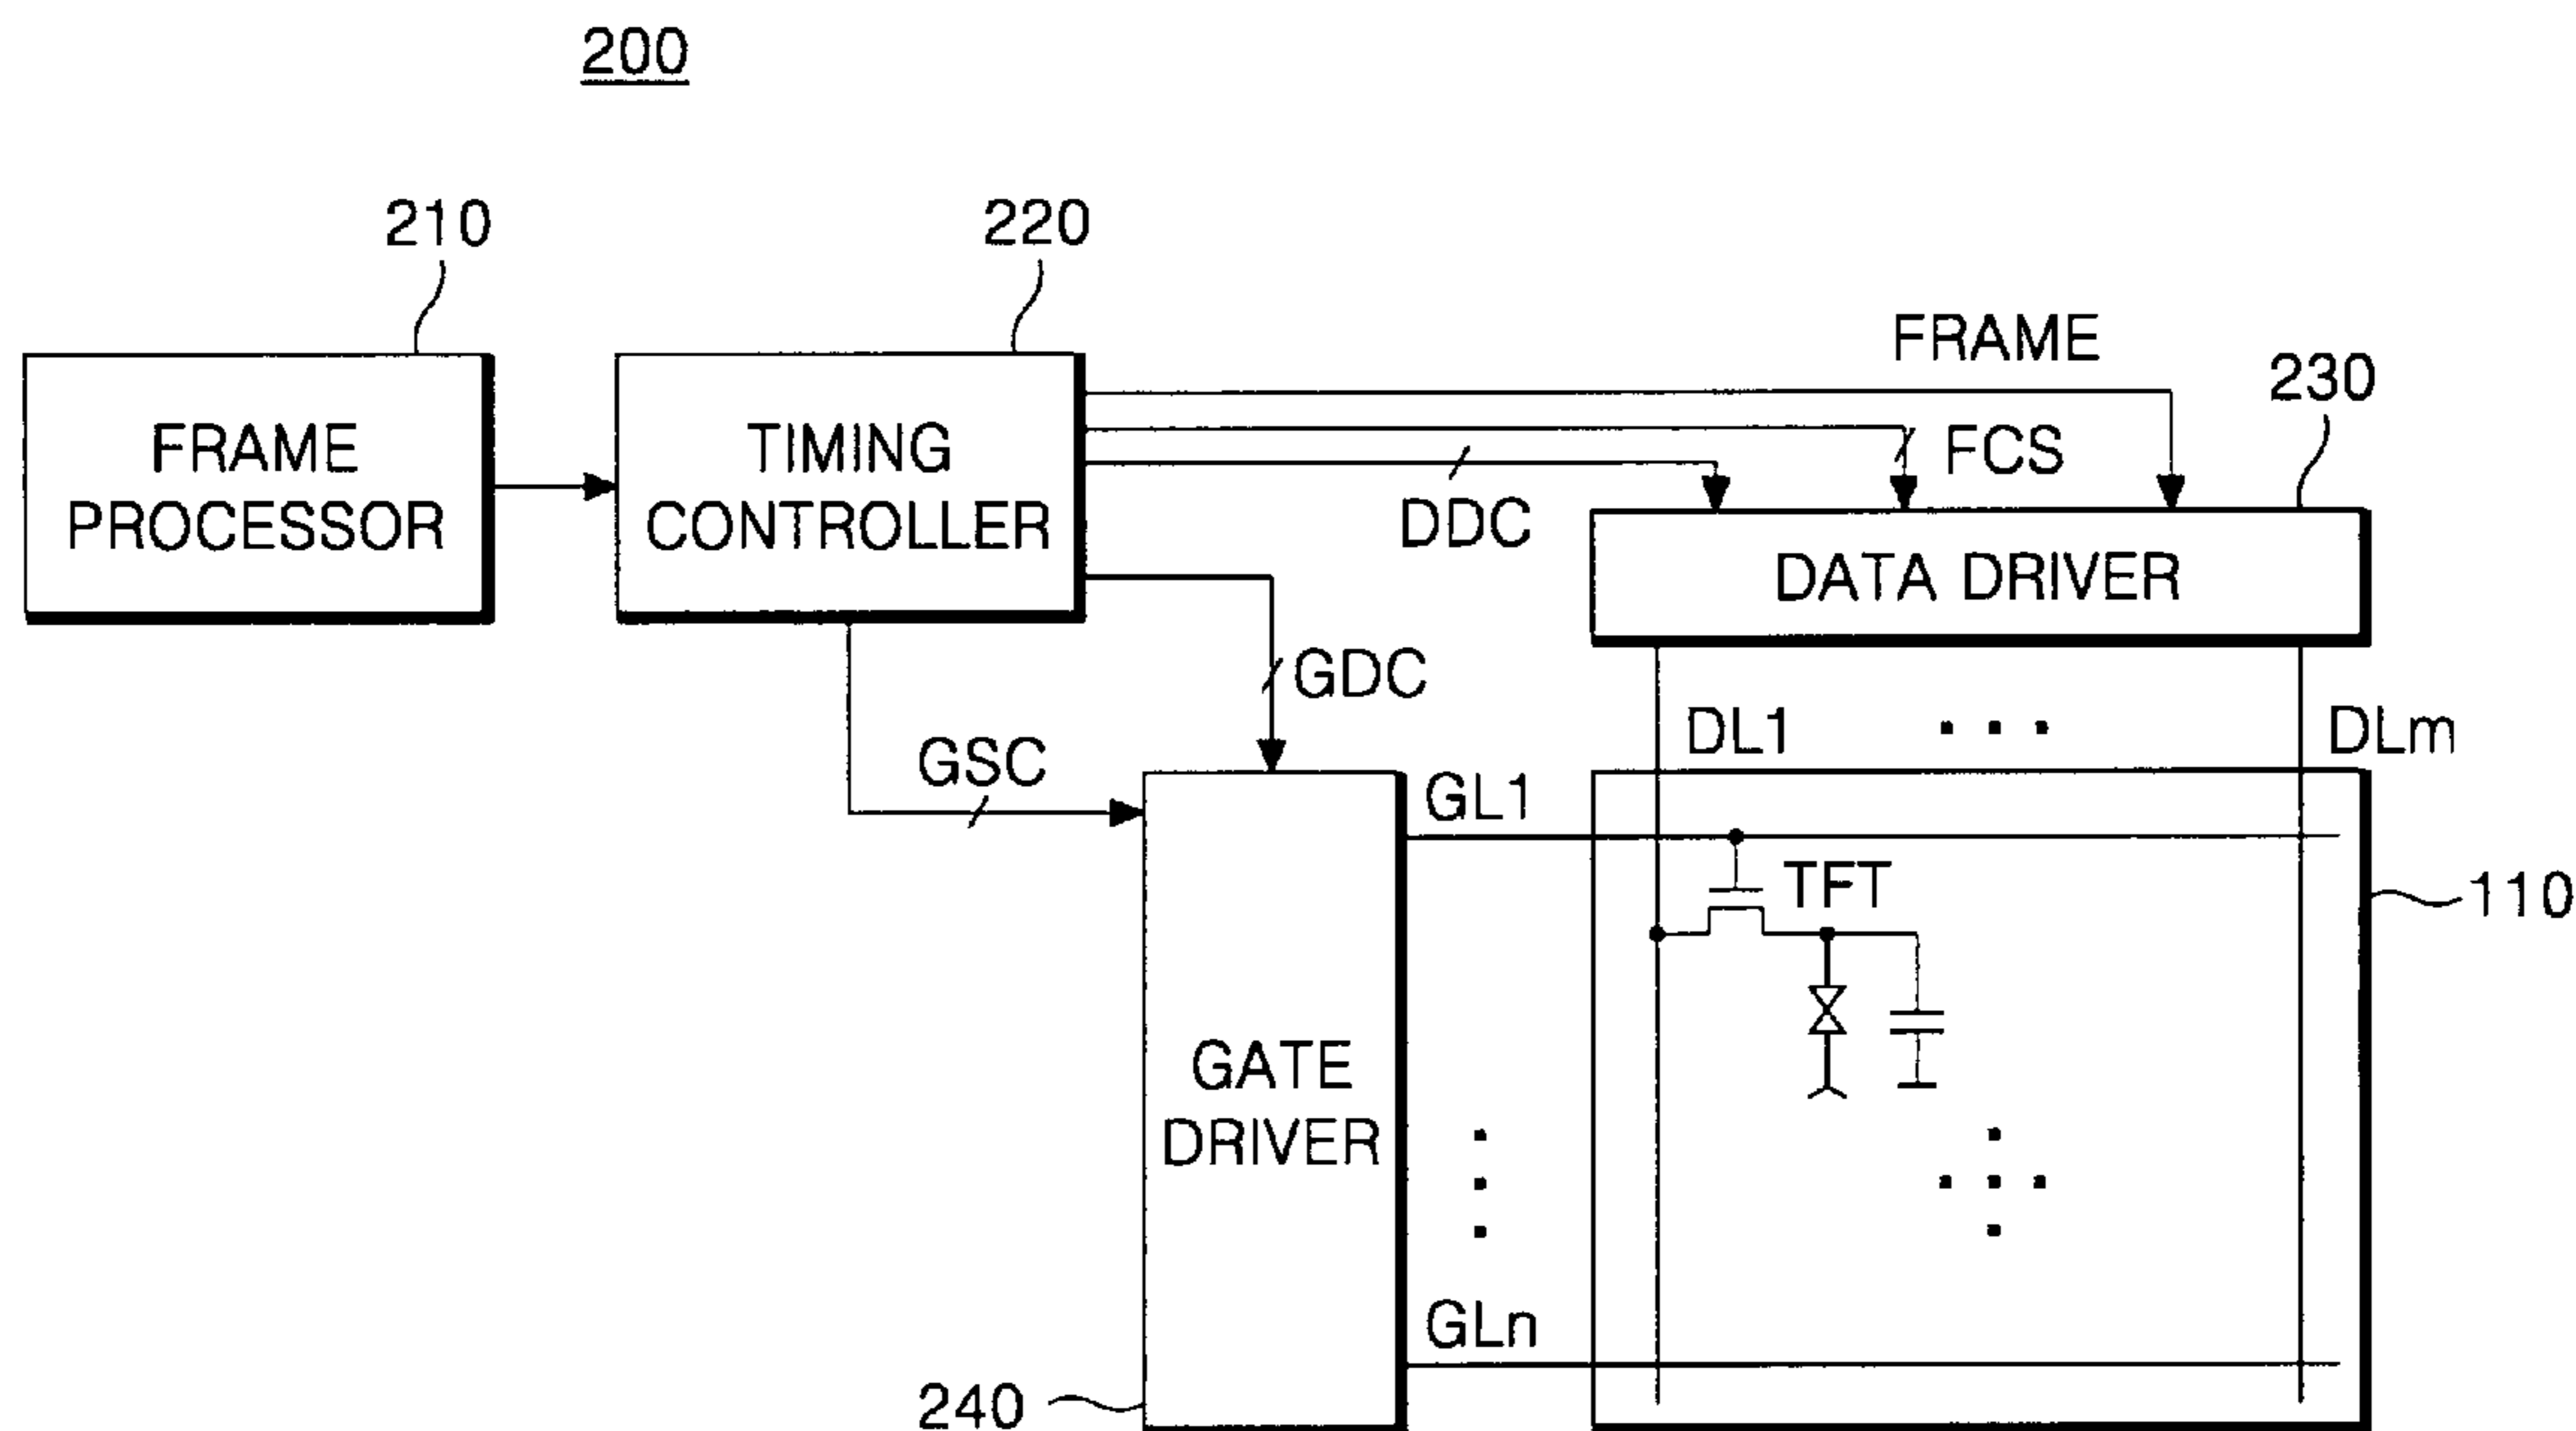 200
210
220
FRAME
230
FRAME
PROCESSOR
TIMING
CONTROLLER
FCS
DDC
DATA DRIVER
GDC
DL1 ... DLm
GSC
GL1
TFT
110
GATE
DRIVER
GLn
240